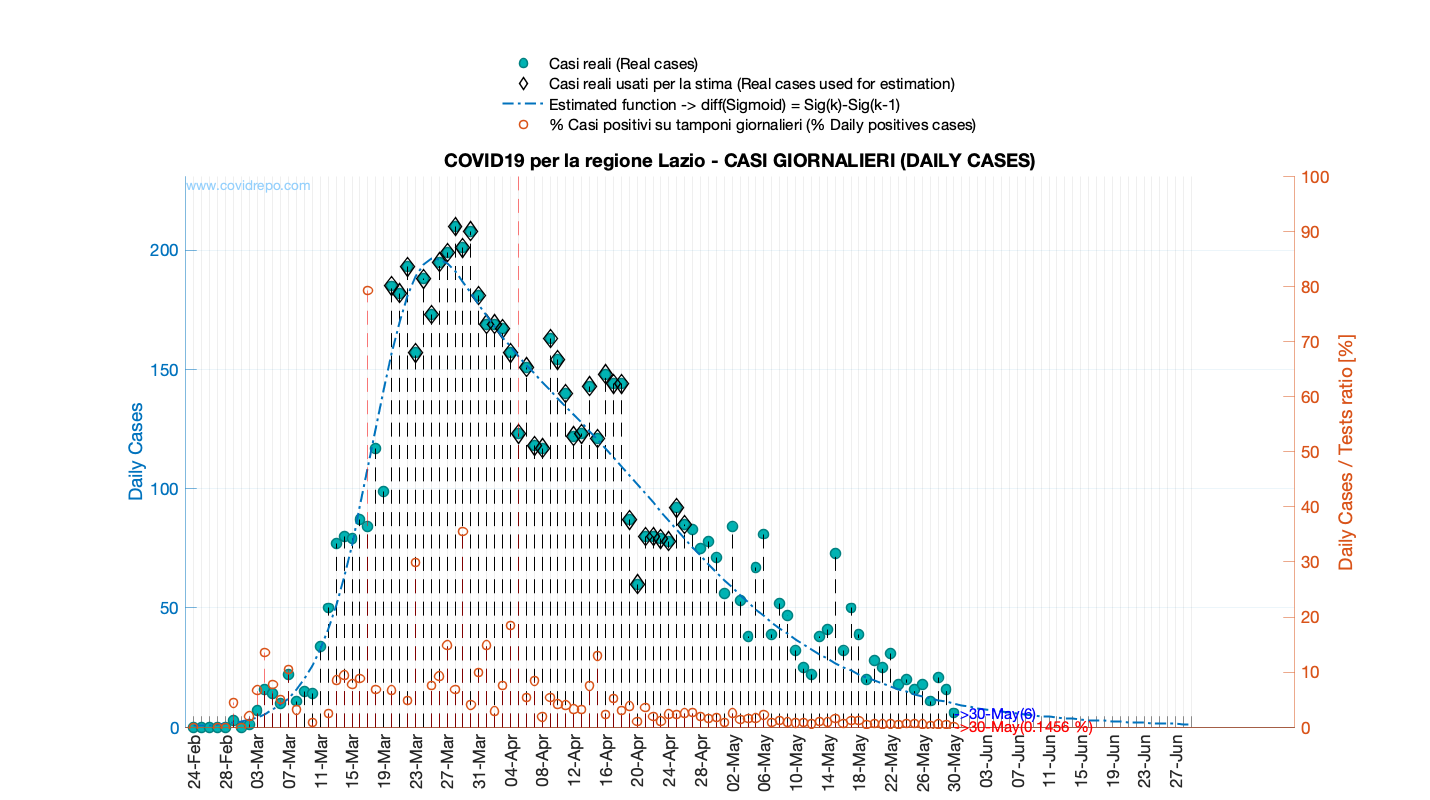 Casi reali (Real cases)
Casi reali usati per la stima (Real cases used for estimation)
Estimated function -> diff(Sigmoid) = Sig(k)-Sig(k-1)
% Casi positivi su tamponi giornalieri (% Daily positives cases)
COVID19 per la regione Lazio - CASI GIORNALIERI (DAILY CASES)
www.covidrepo.com
Daily Cases
200
150
100
50
0
100
90
80
70
60
50
40
30
20
10
0
Daily Cases / Tests ratio [%]
>30-May(6)
>30-May(0.1456 %)
24-Feb
28-Feb
03-Mar
07-Mar
11-Mar
15-Mar
19-Mar
23-Mar
27-Mar
31-Mar
04-Apr
08-Apr
12-Apr
16-Apr
20-Apr
24-Apr
28-Apr
02-May
06-May
10-May
14-May
18-May
22-May
26-May
30-May
03-Jun
07-Jun
11-Jun
15-Jun
19-Jun
23-Jun
27-Jun